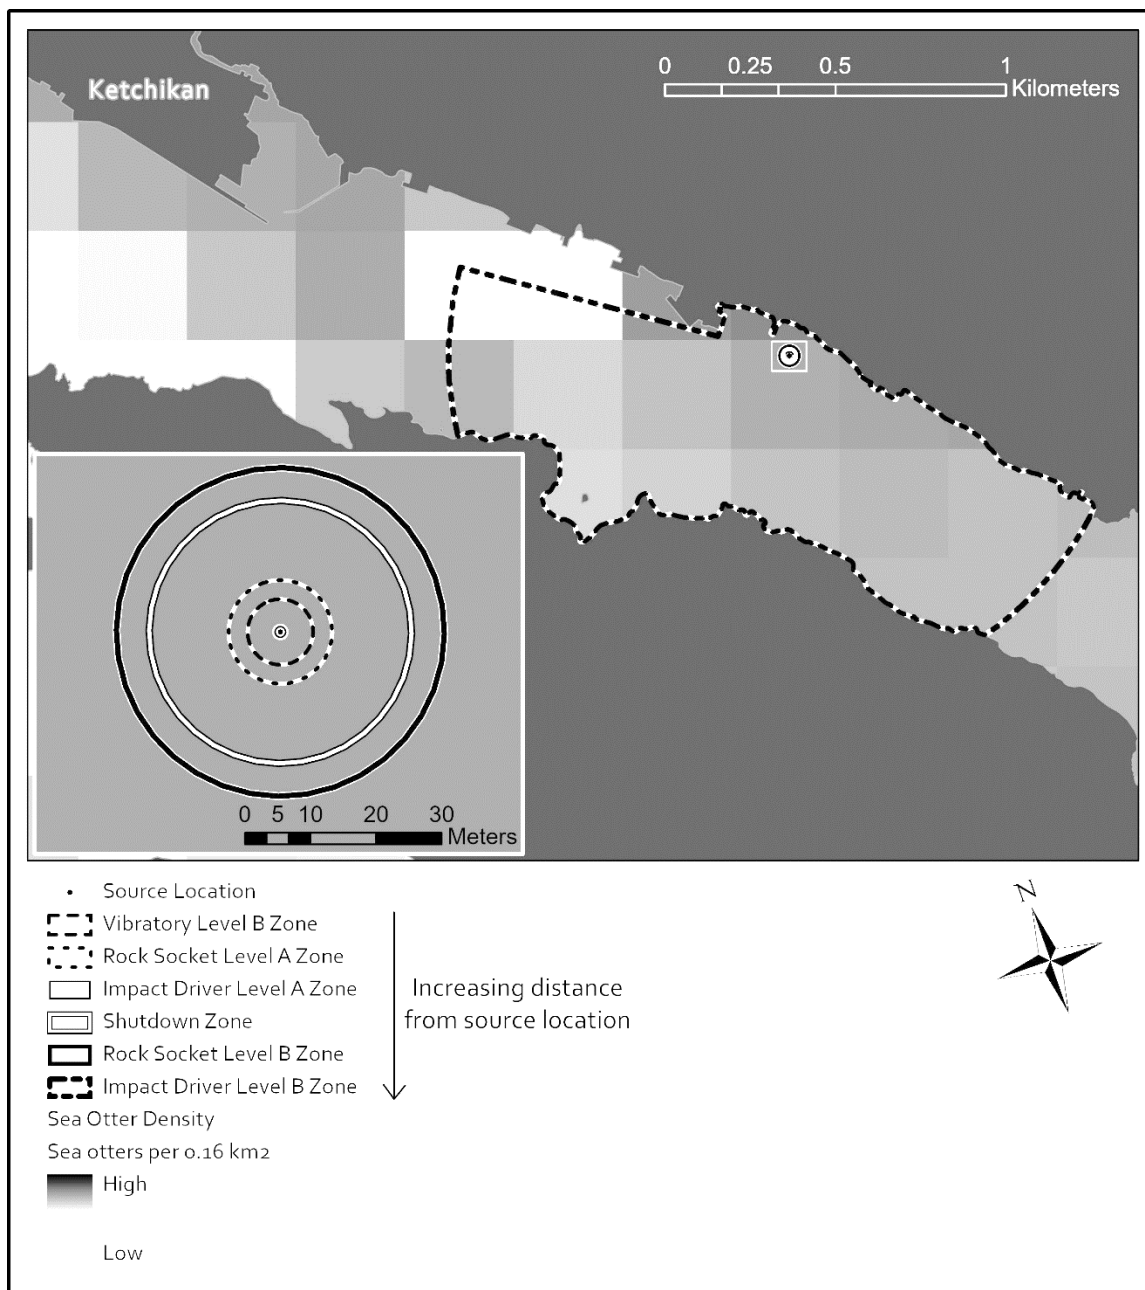 Ketchikan
0 0.25 0.5 1
Kilometers
0 5 10 20 30
Meters
Source Location
Vibratory Level B Zone
Rock Socket Level A Zone
Impact Driver Level A Zone
Shutdown Zone
Rock Socket Level B Zone
Impact Driver Level B Zone
Increasing distance
from source location
N
Sea Otter Density
Sea otters per 0.16 km2
High
Low